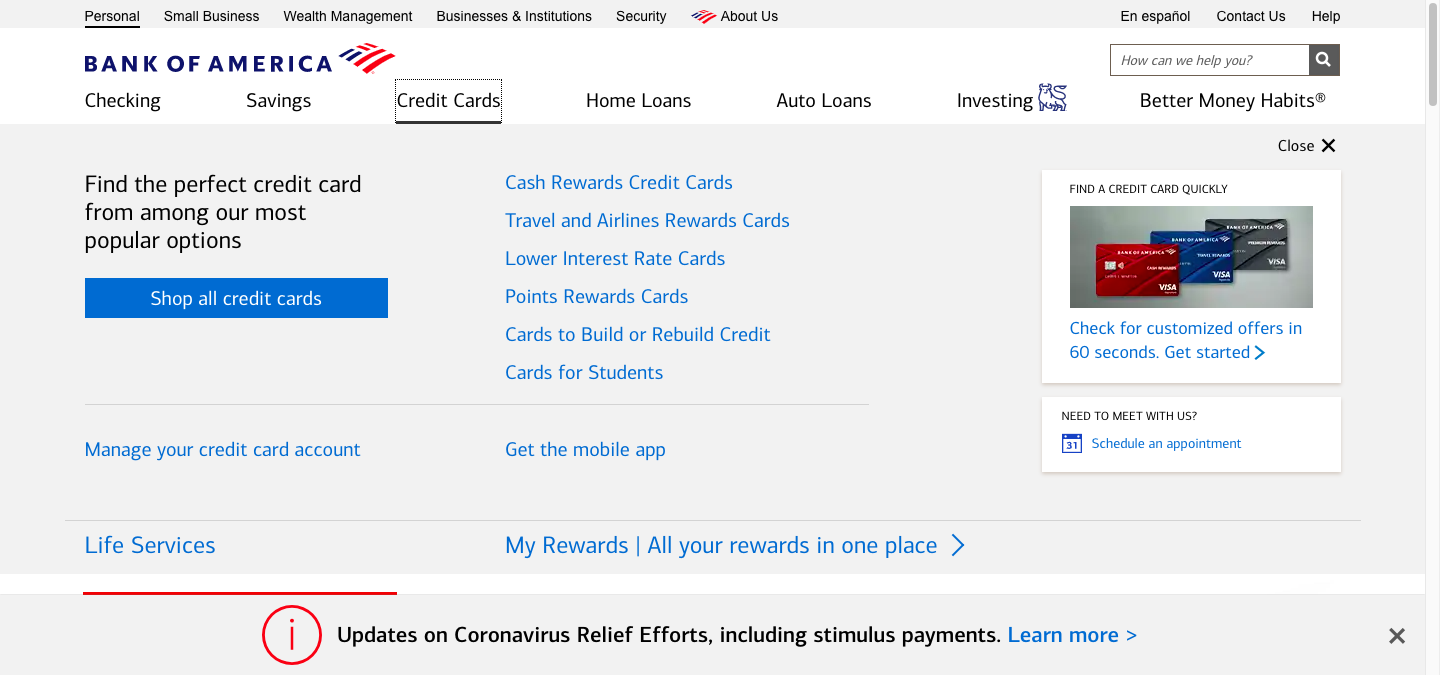 Personal
Small Business
Wealth Management
Businesses & Institutions
Security
About Us
En español
Contact Us
Help
BANK OF AMERICA
How can we help you?
Checking
Savings
Credit Cards
Home Loans
Auto Loans
Investing
Better Money Habits®
Close
Find the perfect credit card
from among our most
popular options
Shop all credit cards
Cash Rewards Credit Cards
Travel and Airlines Rewards Cards
Lower Interest Rate Cards
Points Rewards Cards
Cards to Build or Rebuild Credit
Cards for Students
FIND A CREDIT CARD QUICKLY
BANK OF AMERICA
PREMIUM REWARDS
VISA
BANK OF AMERICA
TRAVEL REWARDS
VISA
BANK OF AMERICA
CASH REWARDS
VISA
Check for customized offers in
60 seconds. Get started
NEED TO MEET WITH US?
31
Schedule an appointment
Manage your credit card account
Get the mobile app
Life Services
My Rewards | All your rewards in one place
Updates on Coronavirus Relief Efforts, including stimulus payments. Learn more >